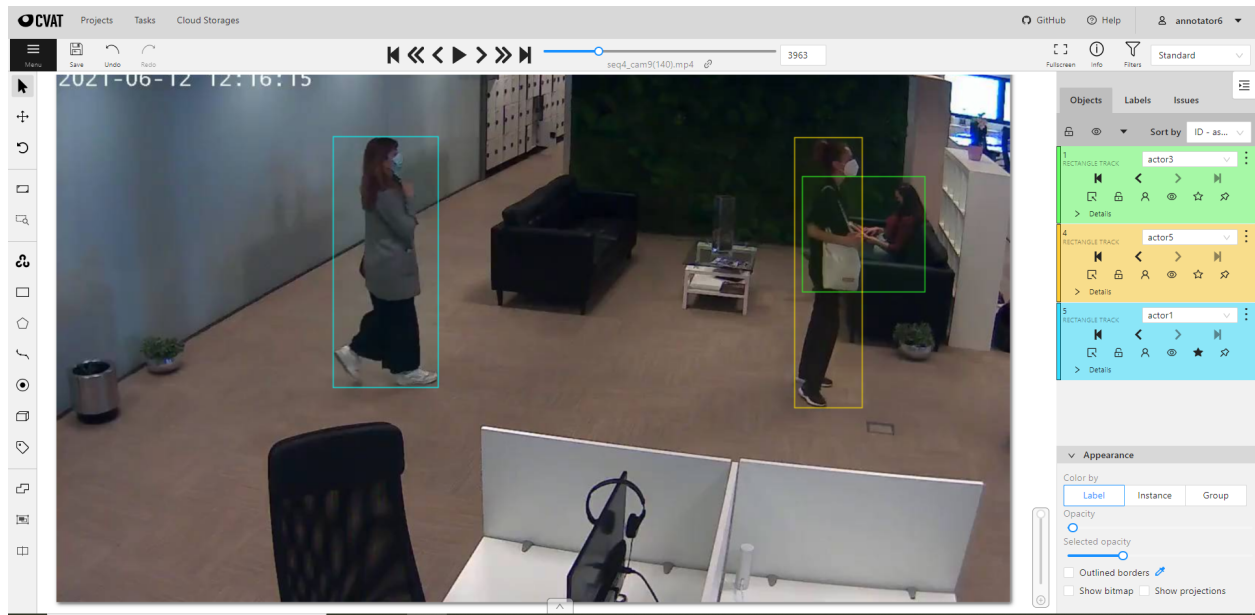 CVAT Projects Tasks Cloud Storages GitHub Help annotator6
Menu Save Undo Redo seq4_cam9(140).mp4 3963 Fullscreen Info Filters Standard
2021-06-12 12:16:15
Objects Labels Issues
Sort by ID - as...
1
RECTANGLE TRACK actor3
Details
4
RECTANGLE TRACK actor5
Details
5
RECTANGLE TRACK actor1
Details
Appearance
Color by
Label Instance Group
Opacity
Selected opacity
Outlined borders
Show bitmap Show projections